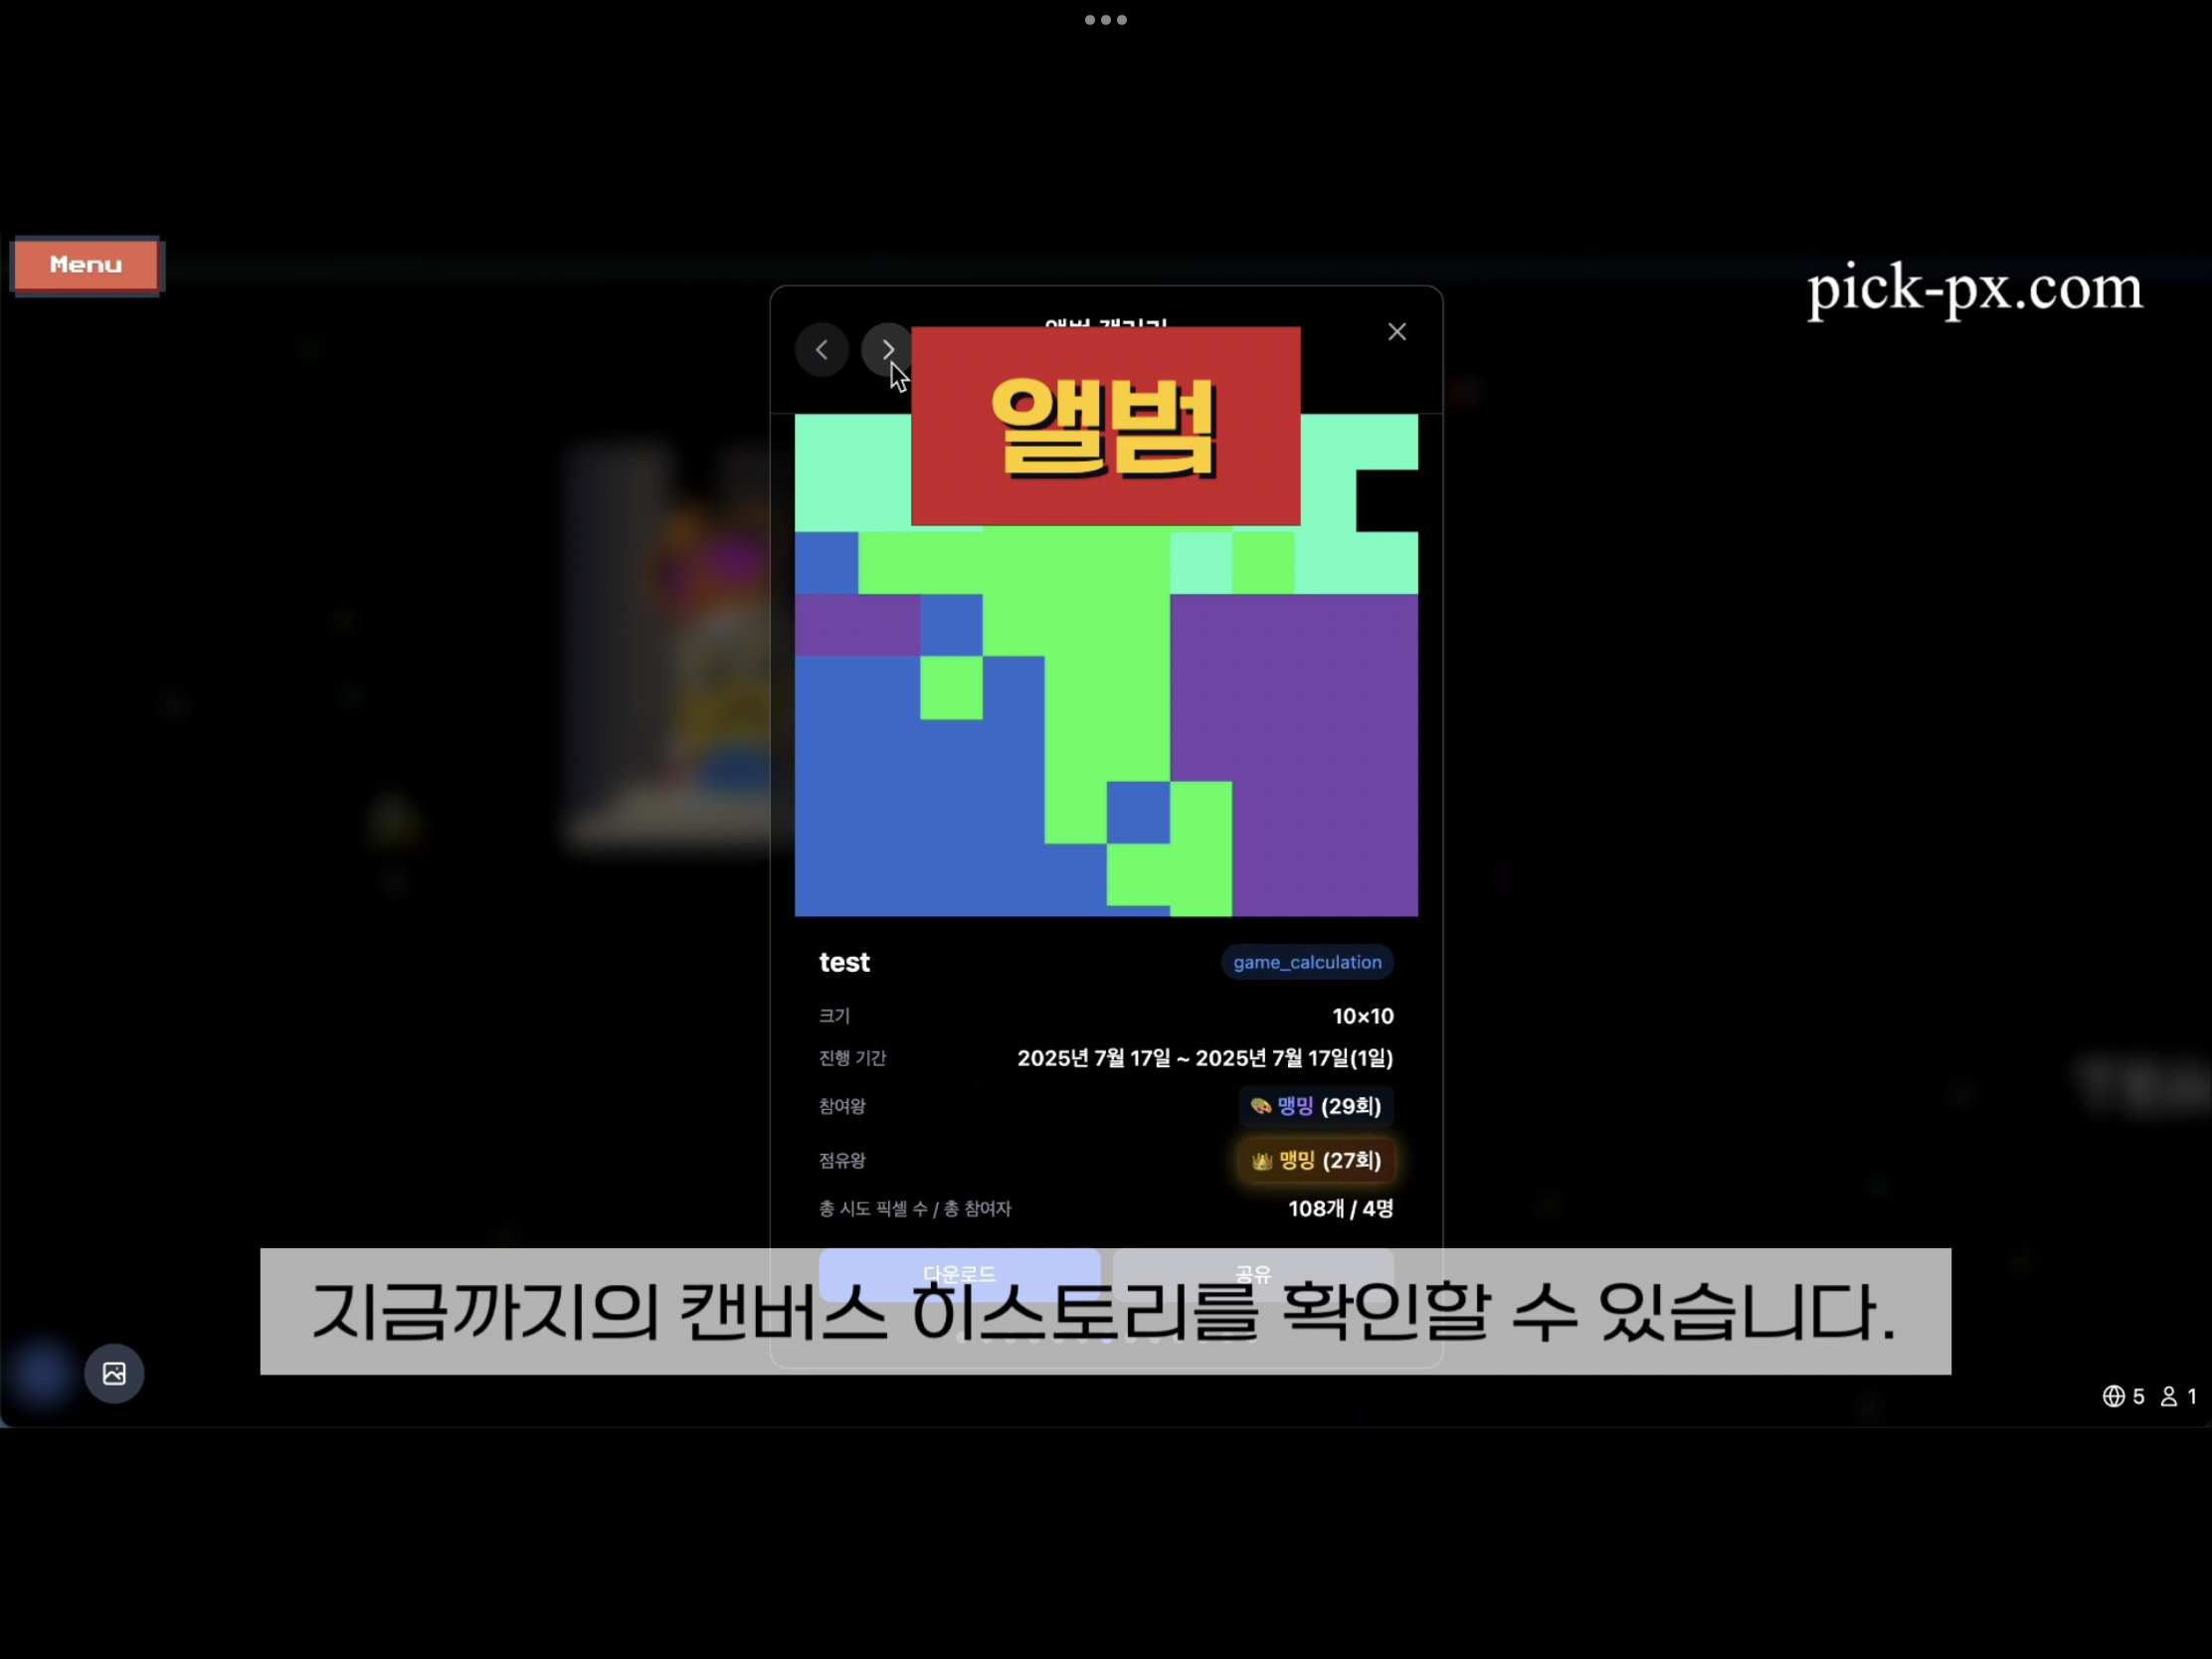 Menu
pick-px.com
앨범
test
game_calculation
크기
10×10
진행 기간
2025년 7월 17일 ~ 2025년 7월 17일(1일)
참여왕
맹밍 (29회)
점유왕
맹밍 (27회)
총 시도 픽셀 수 / 총 참여자
108개 / 4명
다운로드
공유
지금까지의 캔버스 히스토리를 확인할 수 있습니다.
5 1